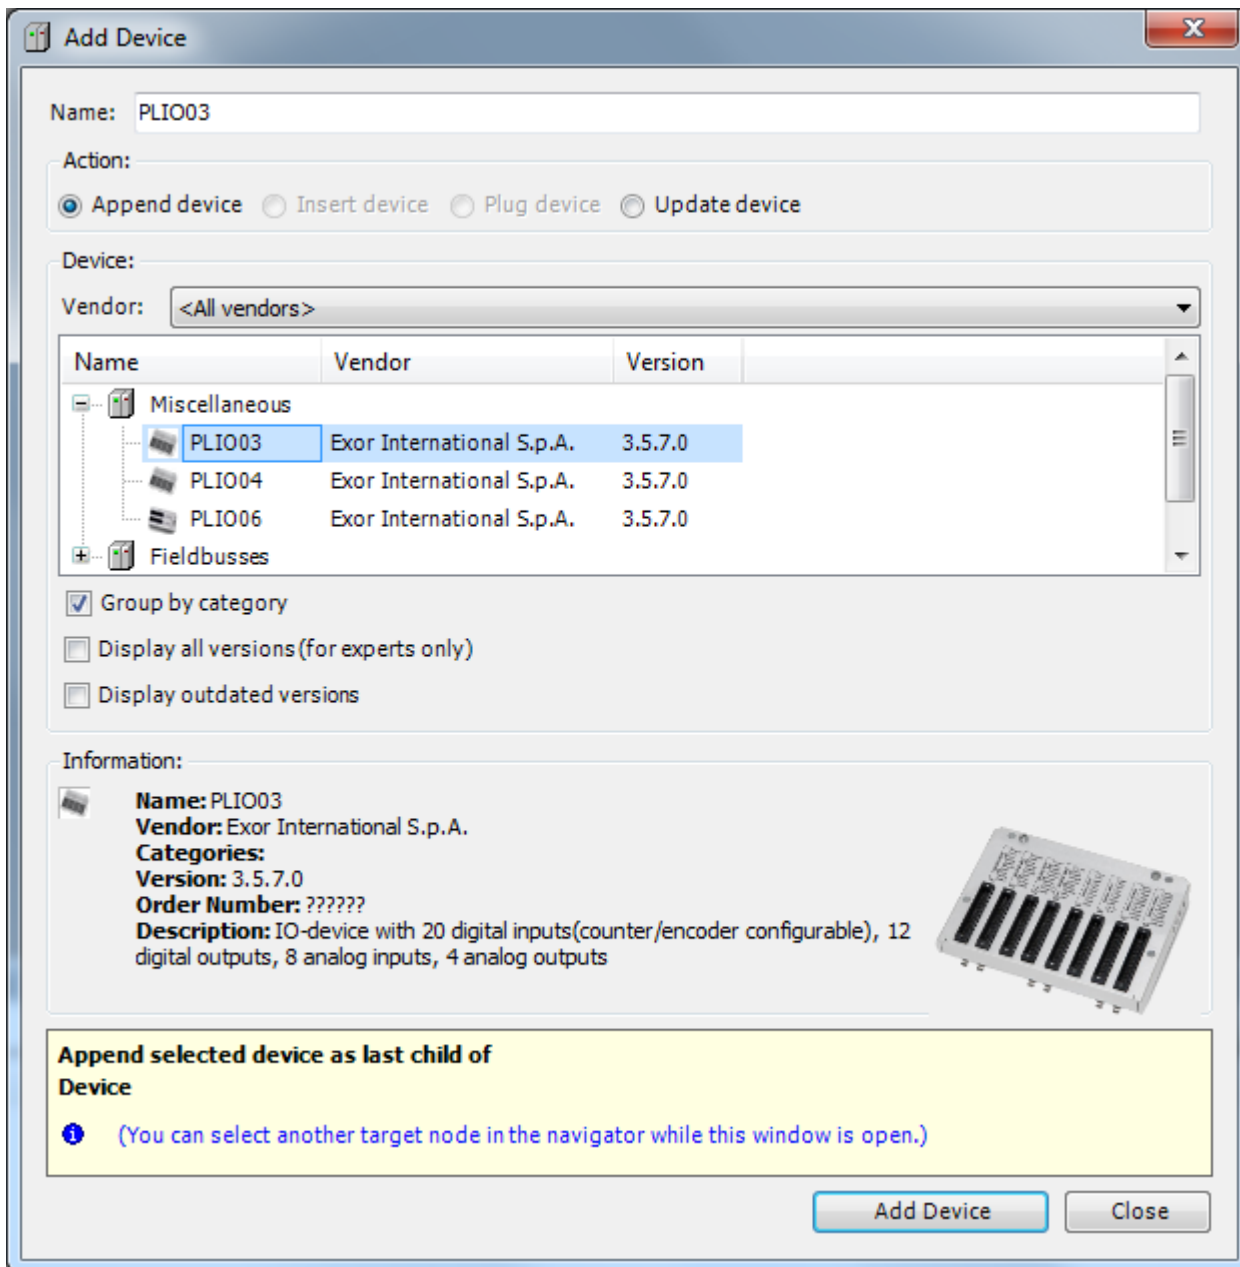 Add Device
Name: PLIO03
Action:
Append device Insert device Plug device Update device
Device:
Vendor: <All vendors>
Name Vendor Version
Miscellaneous
PLIO03 Exor International S.p.A. 3.5.7.0
PLIO04 Exor International S.p.A. 3.5.7.0
PLIO06 Exor International S.p.A. 3.5.7.0
Fieldbusses
Group by category
Display all versions (for experts only)
Display outdated versions
Information:
Name: PLIO03
Vendor: Exor International S.p.A.
Categories:
Version: 3.5.7.0
Order Number: ??????
Description: IO-device with 20 digital inputs(counter/encoder configurable), 12
digital outputs, 8 analog inputs, 4 analog outputs
Append selected device as last child of
Device
(You can select another target node in the navigator while this window is open.)
Add Device Close